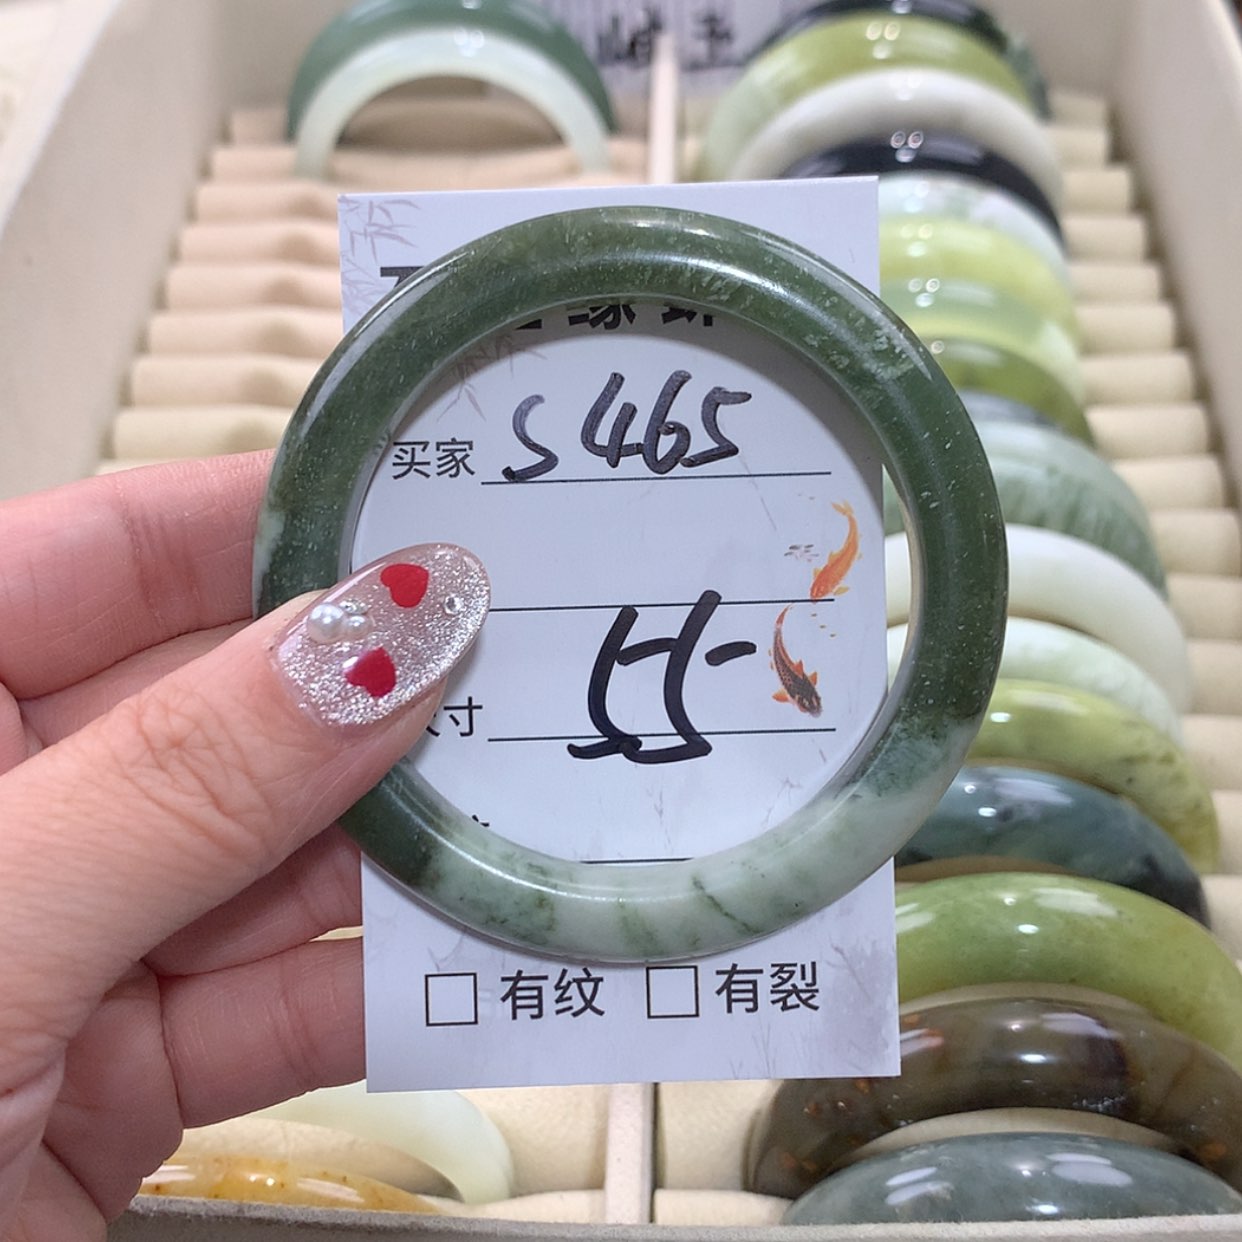 买家 S465
寸 55
□ 有纹 □ 有裂